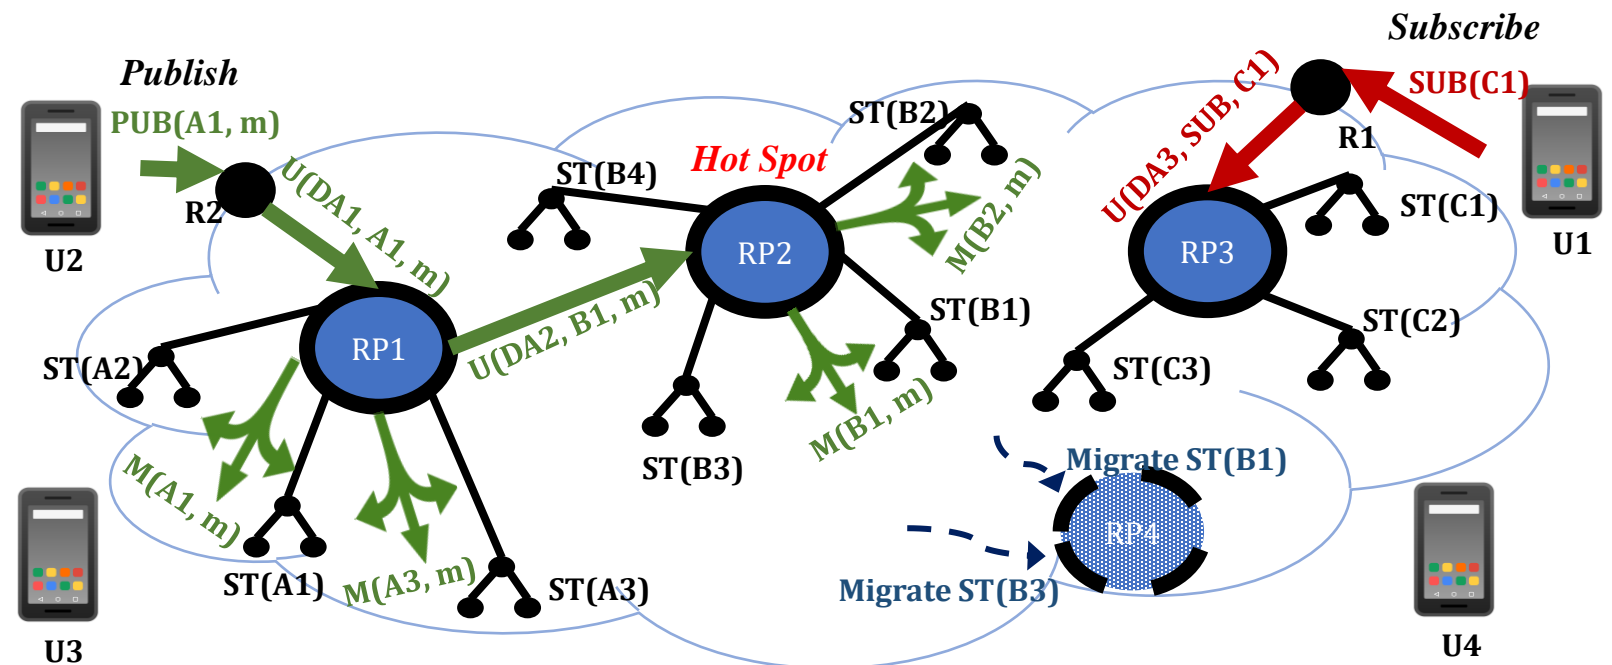 Publish
PUB(A1, m)
U2
R2
U(DA1, A1, m)
ST(B4)
Hot Spot
ST(B2)
M(B2, m)
Subscribe
SUB(C1)
U(DA3, SUB, C1)
R1
U1
ST(C1)
RP1
RP2
RP3
U(DA2, B1, m)
ST(B1)
ST(C2)
ST(C3)
ST(A2)
M(A1, m)
ST(A1)
M(A3, m)
ST(A3)
ST(B3)
M(B1, m)
Migrate ST(B1)
RP4
Migrate ST(B3)
U3
U4